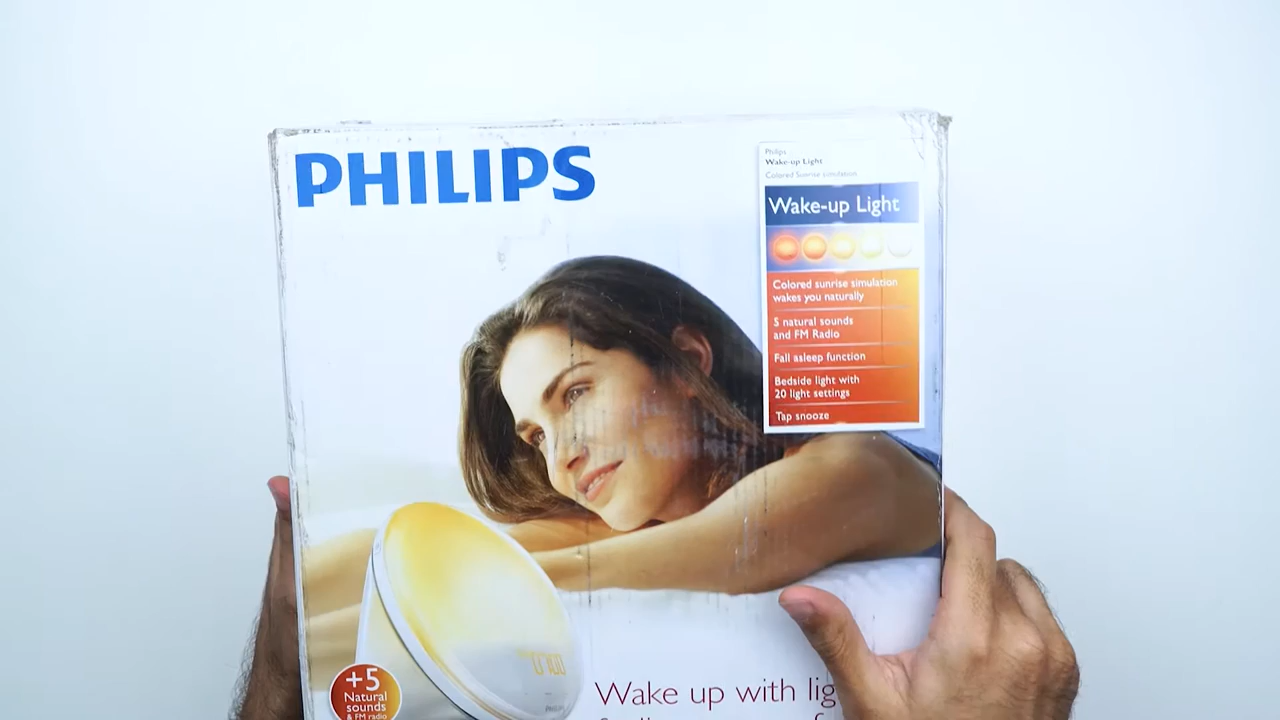 PHILIPS
Philips
Wake-up Light
Colored Sunrise simulation
Wake-up Light
Colored sunrise simulation
wakes you naturally
5 natural sounds
and FM Radio
Fall asleep function
Bedside light with
20 light settings
Tap snooze
+5
Natural
sounds
& FM radio
Wake up with lig